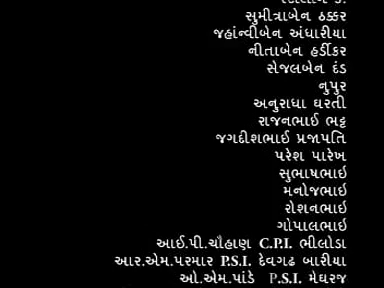 સુમીત્રાબેન ઠક્કર
જહાંન્વીબેન અંધારીયા
નીતાબેન હર્ડીકર
સેજલબેન દંડ
નુપુર
અનુરાધા ઘરતી
રાજનભાઈ ભટ્ટ
જગદીશભાઈ પ્રજાપતિ
પરેશ પારેખ
સુભાષભાઇ
મનોજભાઇ
રોશનભાઇ
ગોપાલભાઇ
આઈ.પી.ચૌહાણ C.P.I. ભીલોડા
આર.એમ.પરમાર P.S.I. દેવગઢ બારીયા
ઓ.એમ.પાંડે P.S.I. મેઘરજ